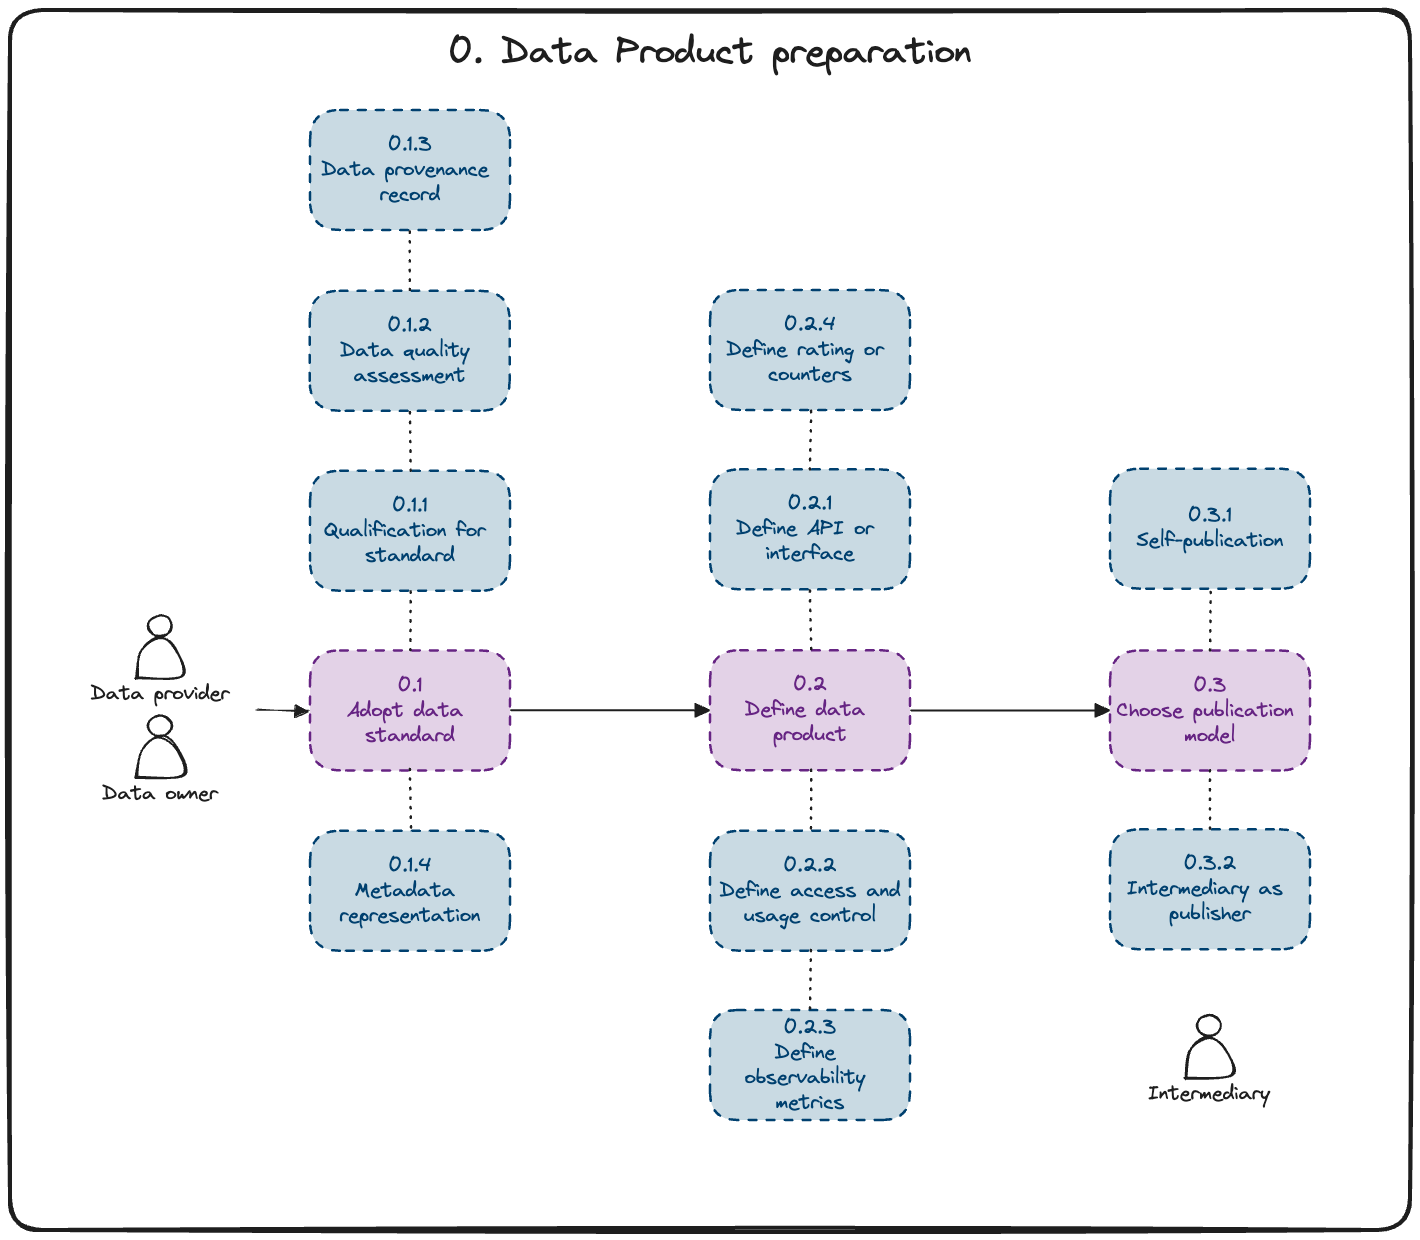 0. Data Product preparation
0.1.3
Data provenance
record
0.1.2
Data quality
assessment
0.2.4
Define rating or
counters
0.1.1
Qualification for
standard
0.2.1
Define API or
interface
0.3.1
Self-publication
Data provider
Data owner
0.1
Adopt data
standard
0.2
Define data
product
0.3
Choose publication
model
0.1.4
Metadata
representation
0.2.2
Define access and
usage control
0.3.2
Intermediary as
publisher
0.2.3
Define
observability
metrics
Intermediary